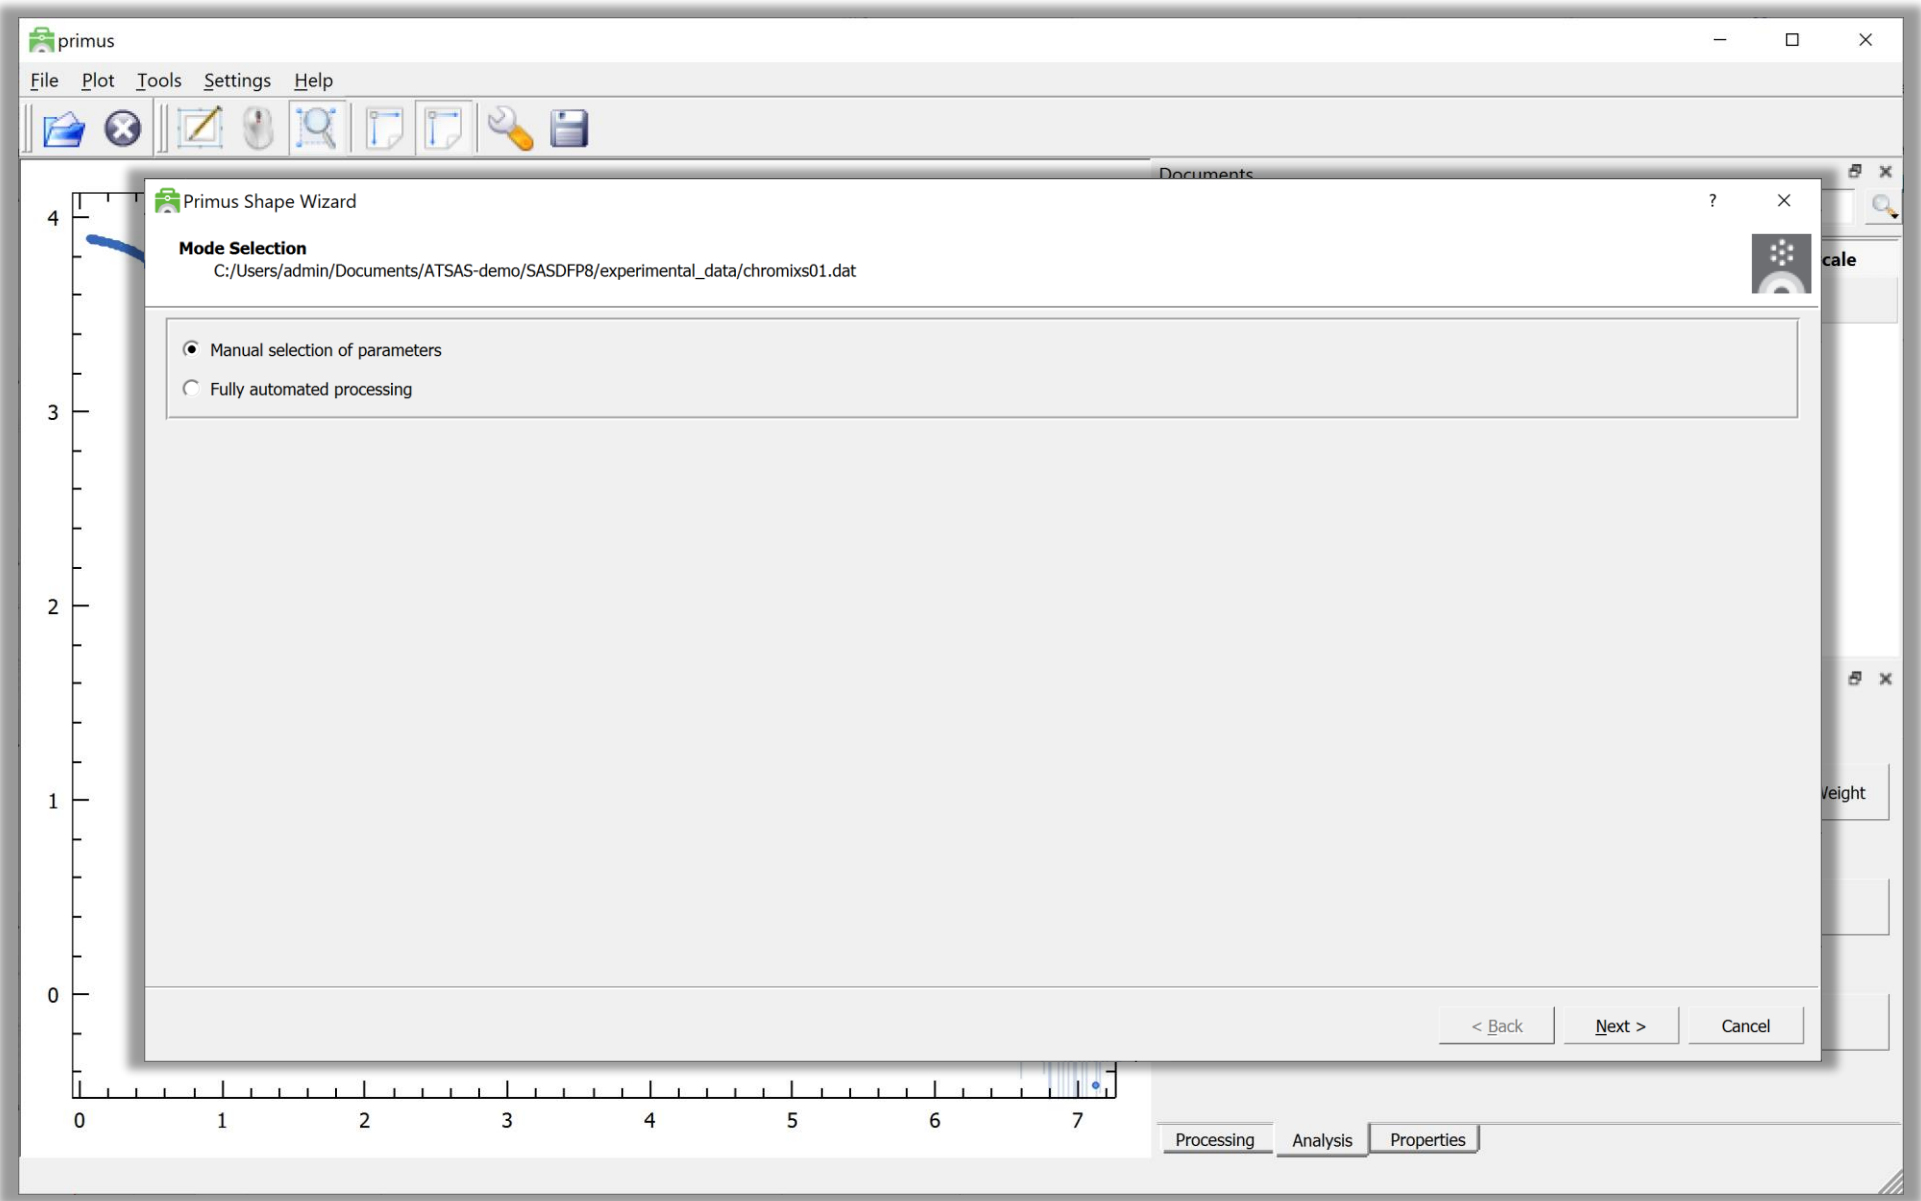 primus
File Plot Tools Settings Help
Documents
Primus Shape Wizard
?
Mode Selection
C:/Users/admin/Documents/ATSAS-demo/SASDFP8/experimental_data/chromixs01.dat
cale
Manual selection of parameters
Fully automated processing
4
3
2
1
0
eight
< Back Next > Cancel
0 1 2 3 4 5 6 7
Processing Analysis Properties